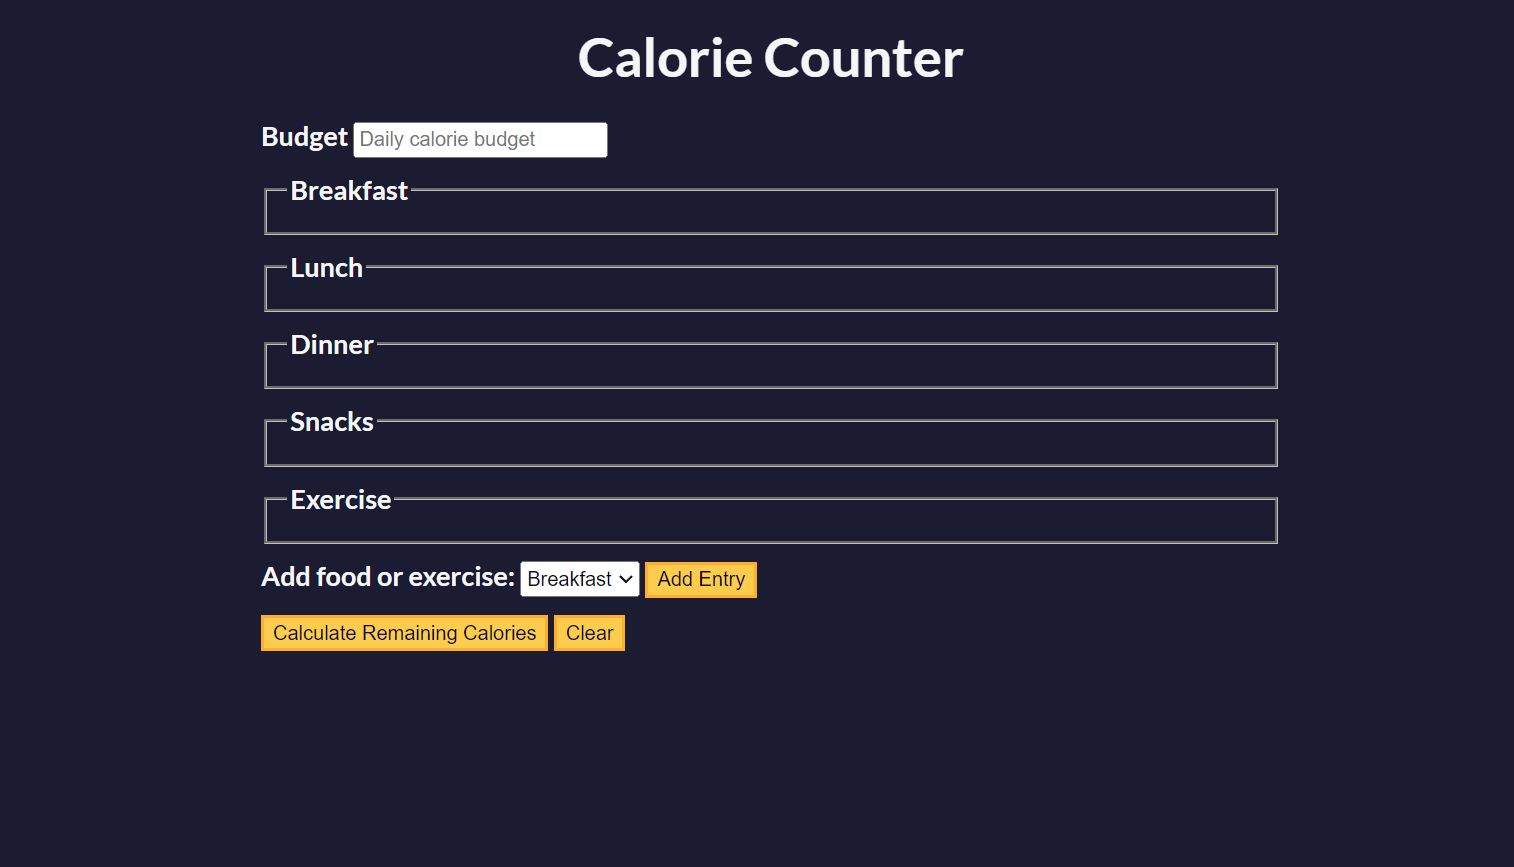 Calorie Counter
Budget Daily calorie budget
Breakfast
Lunch
Dinner
Snacks
Exercise
Add food or exercise: Breakfast Add Entry
Calculate Remaining Calories Clear